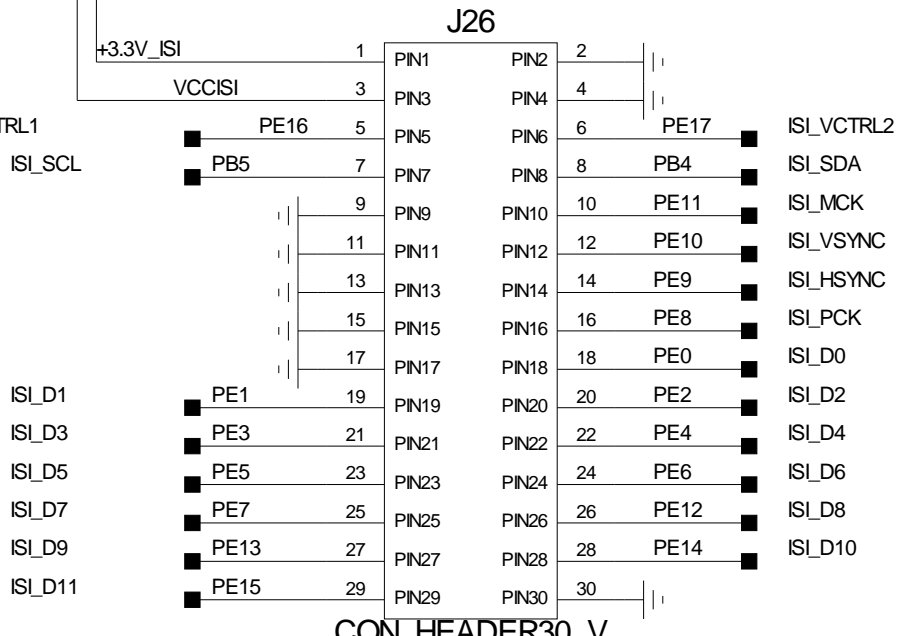 J26
+3.3V_ISI 1 PIN1 PIN2 2
VCCISI 3 PIN3 PIN4 4
TRL1 PE16 5 PIN5 PIN6 6 PE17 ISI_VCTRL2
ISI_SCL PB5 7 PIN7 PIN8 8 PB4 ISI_SDA
9 PIN9 PIN10 10 PE11 ISI_MCK
11 PIN11 PIN12 12 PE10 ISI_VSYNC
13 PIN13 PIN14 14 PE9 ISI_HSYNC
15 PIN15 PIN16 16 PE8 ISI_PCK
17 PIN17 PIN18 18 PE0 ISI_D0
ISI_D1 PE1 19 PIN19 PIN20 20 PE2 ISI_D2
ISI_D3 PE3 21 PIN21 PIN22 22 PE4 ISI_D4
ISI_D5 PE5 23 PIN23 PIN24 24 PE6 ISI_D6
ISI_D7 PE7 25 PIN25 PIN26 26 PE12 ISI_D8
ISI_D9 PE13 27 PIN27 PIN28 28 PE14 ISI_D10
ISI_D11 PE15 29 PIN29 PIN30 30
CON_HEADER30_V